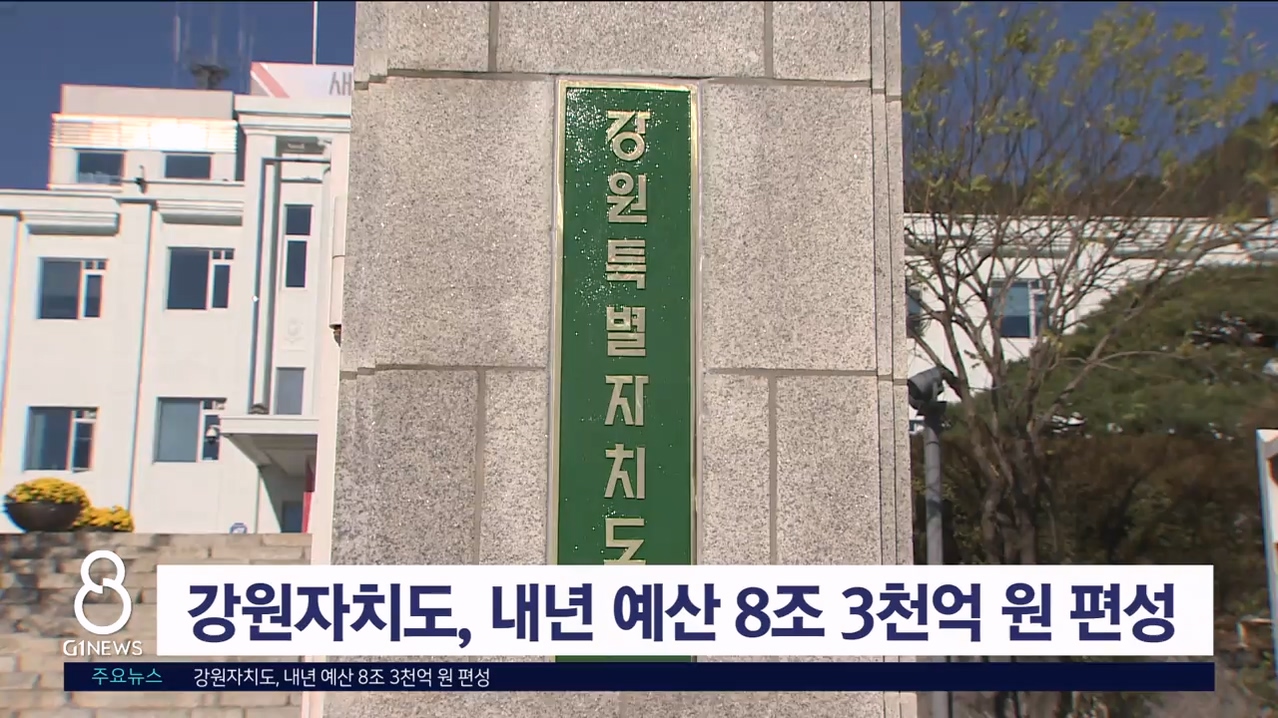 새
강원특별자치도
8
G1NEWS
강원자치도, 내년 예산 8조 3천억 원 편성
주요뉴스 강원자치도, 내년 예산 8조 3천억 원 편성